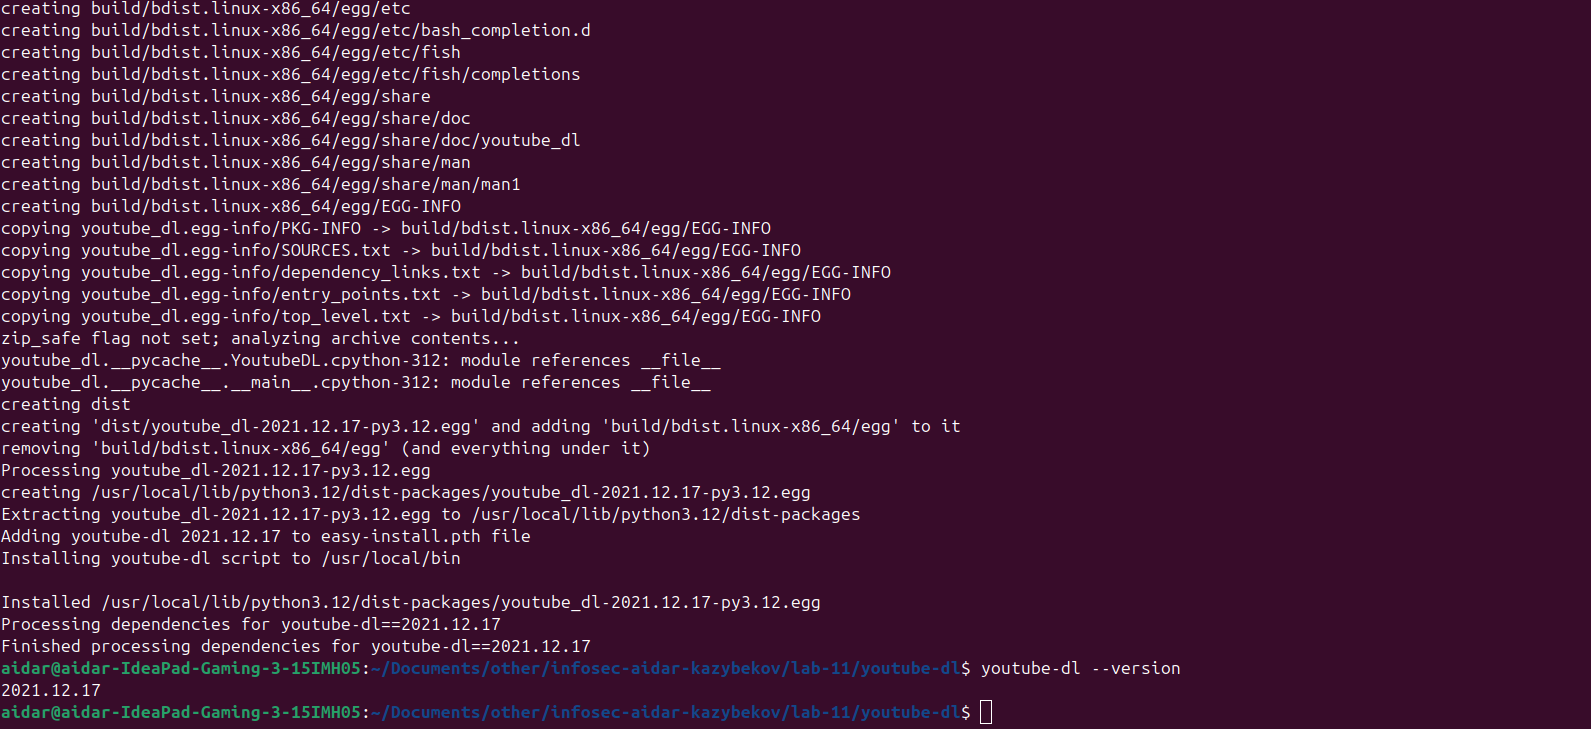 creating build/bdist.linux-x86_64/egg/etc
creating build/bdist.linux-x86_64/egg/etc/bash_completion.d
creating build/bdist.linux-x86_64/egg/etc/fish
creating build/bdist.linux-x86_64/egg/etc/fish/completions
creating build/bdist.linux-x86_64/egg/share
creating build/bdist.linux-x86_64/egg/share/doc
creating build/bdist.linux-x86_64/egg/share/doc/youtube_dl
creating build/bdist.linux-x86_64/egg/share/man
creating build/bdist.linux-x86_64/egg/share/man/man1
creating build/bdist.linux-x86_64/egg/EGG-INFO
copying youtube_dl.egg-info/PKG-INFO -> build/bdist.linux-x86_64/egg/EGG-INFO
copying youtube_dl.egg-info/SOURCES.txt -> build/bdist.linux-x86_64/egg/EGG-INFO
copying youtube_dl.egg-info/dependency_links.txt -> build/bdist.linux-x86_64/egg/EGG-INFO
copying youtube_dl.egg-info/entry_points.txt -> build/bdist.linux-x86_64/egg/EGG-INFO
copying youtube_dl.egg-info/top_level.txt -> build/bdist.linux-x86_64/egg/EGG-INFO
zip_safe flag not set; analyzing archive contents...
youtube_dl.__pycache__.YoutubeDL.cpython-312: module references __file__
youtube_dl.__pycache__.__main__.cpython-312: module references __file__
creating dist
creating 'dist/youtube_dl-2021.12.17-py3.12.egg' and adding 'build/bdist.linux-x86_64/egg' to it
removing 'build/bdist.linux-x86_64/egg' (and everything under it)
Processing youtube_dl-2021.12.17-py3.12.egg
creating /usr/local/lib/python3.12/dist-packages/youtube_dl-2021.12.17-py3.12.egg
Extracting youtube_dl-2021.12.17-py3.12.egg to /usr/local/lib/python3.12/dist-packages
Adding youtube-dl 2021.12.17 to easy-install.pth file
Installing youtube-dl script to /usr/local/bin

Installed /usr/local/lib/python3.12/dist-packages/youtube_dl-2021.12.17-py3.12.egg
Processing dependencies for youtube-dl==2021.12.17
Finished processing dependencies for youtube-dl==2021.12.17
aidar@aidar-IdeaPad-Gaming-3-15IMH05:~/Documents/other/infosec-aidar-kazybekov/lab-11/youtube-dl$ youtube-dl --version
2021.12.17
aidar@aidar-IdeaPad-Gaming-3-15IMH05:~/Documents/other/infosec-aidar-kazybekov/lab-11/youtube-dl$